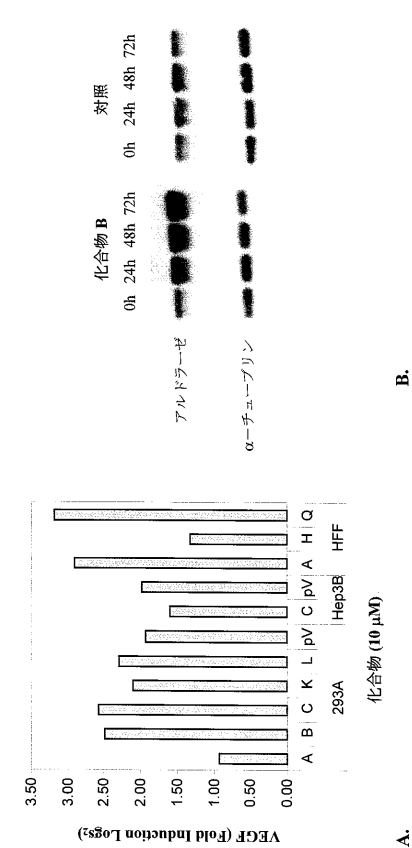 3.50
3.00
2.50
2.00
1.50
1.00
0.50
0.00
VEGF (Fold Induction Logs₂)
A B C K L pV C pV A H Q
293A Hep3B HFF
化合物 (10 µM)
A.
化合物 B 対照
0h 24h 48h 72h 0h 24h 48h 72h
アルドラーゼ
α-チューブリン
B.